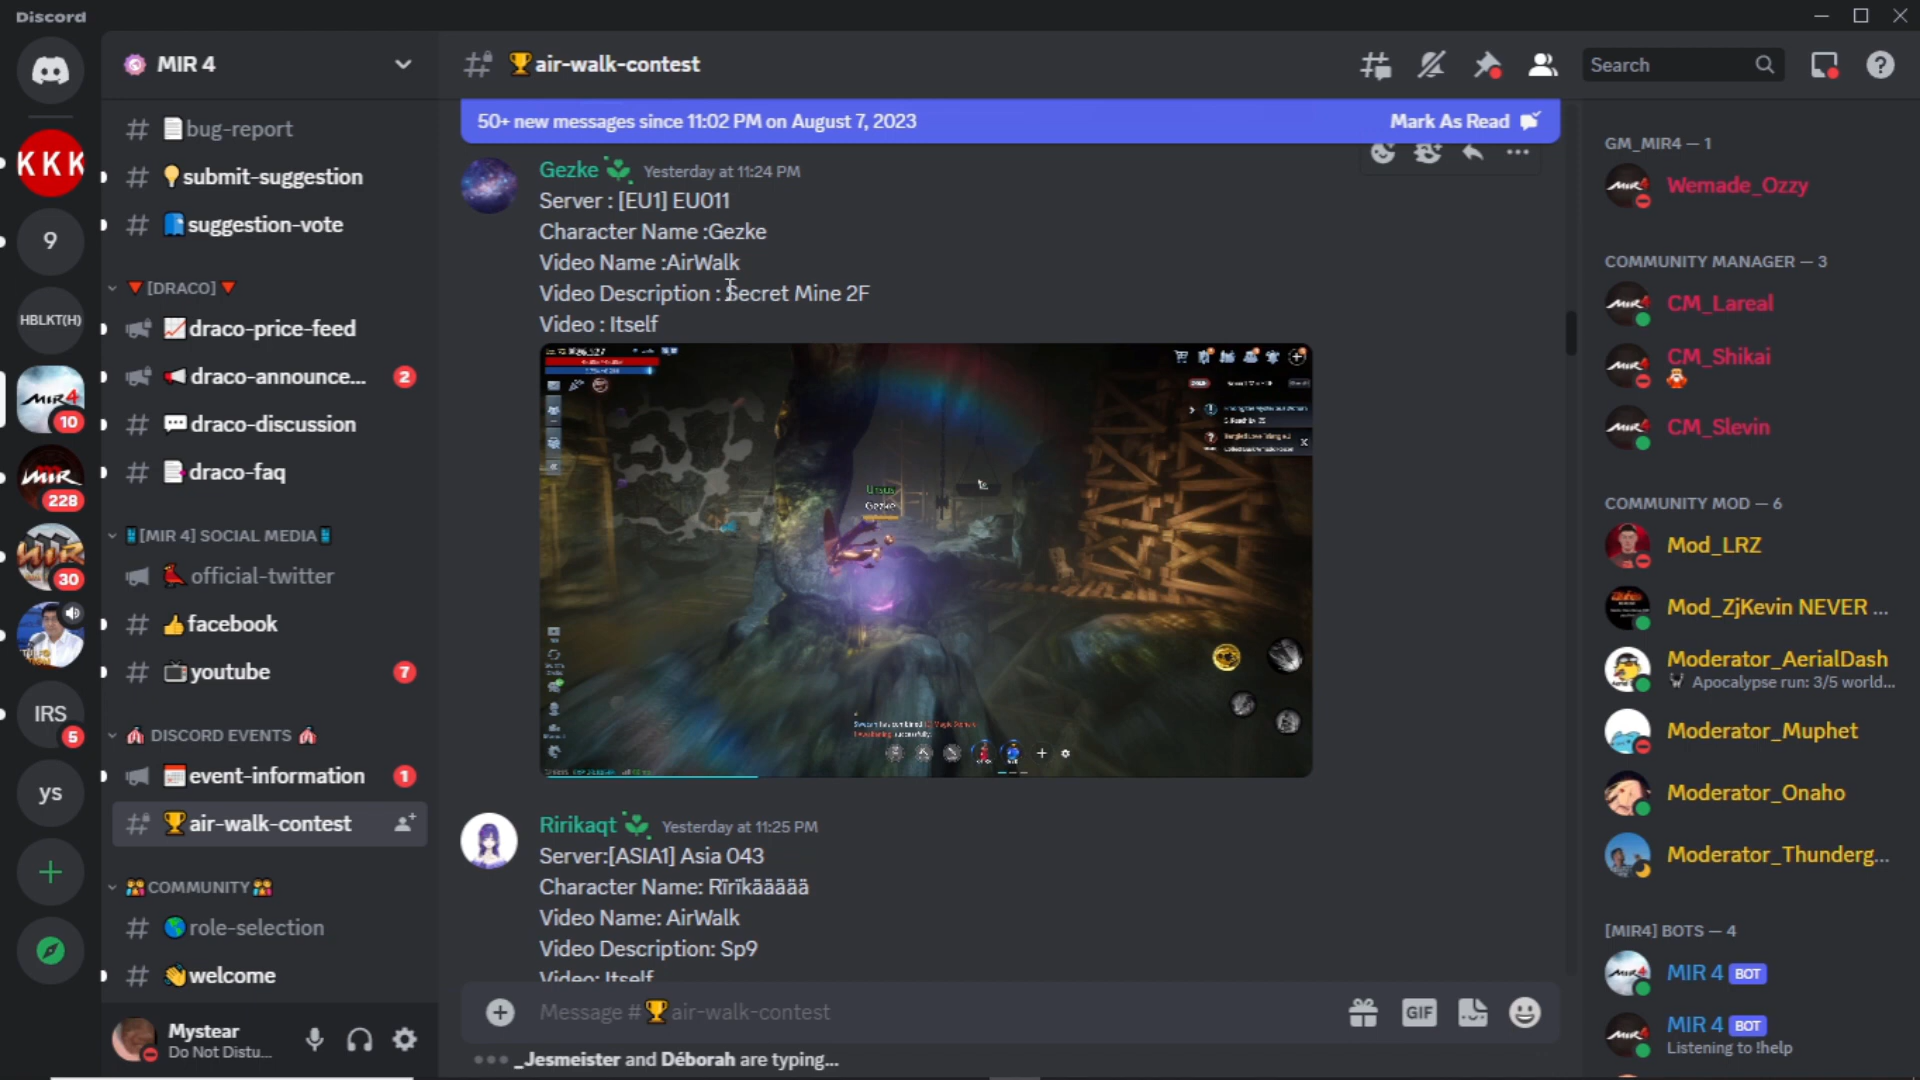 Discord
MIR 4
air-walk-contest
Search
50+ new messages since 11:02 PM on August 7, 2023
Mark As Read
KKK
9
HBLKT(H)
MIR4
10
MIR
228
30
IRS
5
ys
bug-report
submit-suggestion
suggestion-vote
[DRACO]
draco-price-feed
draco-announce...
2
draco-discussion
draco-faq
[MIR 4] SOCIAL MEDIA
official-twitter
facebook
youtube
7
DISCORD EVENTS
event-information
1
air-walk-contest
COMMUNITY
role-selection
welcome
Mystear
Do Not Distu...
Gezke
Yesterday at 11:24 PM
Server : [EU1] EU011
Character Name :Gezke
Video Name :AirWalk
Video Description : Secret Mine 2F
Video : Itself
Ursus
Gezke
Ririkaqt
Yesterday at 11:25 PM
Server:[ASIA1] Asia 043
Character Name: Rïrïkäääää
Video Name: AirWalk
Video Description: Sp9
Video: Itself
Message #🏆air-walk-contest
GIF
_Jesmeister and Déborah are typing...
GM_MIR4 — 1
Wemade_Ozzy
COMMUNITY MANAGER — 3
CM_Lareal
CM_Shikai
CM_Slevin
COMMUNITY MOD — 6
Mod_LRZ
Mod_ZjKevin NEVER ...
Moderator_AerialDash
Apocalypse run: 3/5 world...
Moderator_Muphet
Moderator_Onaho
Moderator_Thunderg...
[MIR4] BOTS — 4
MIR 4 BOT
MIR 4 BOT
Listening to !help